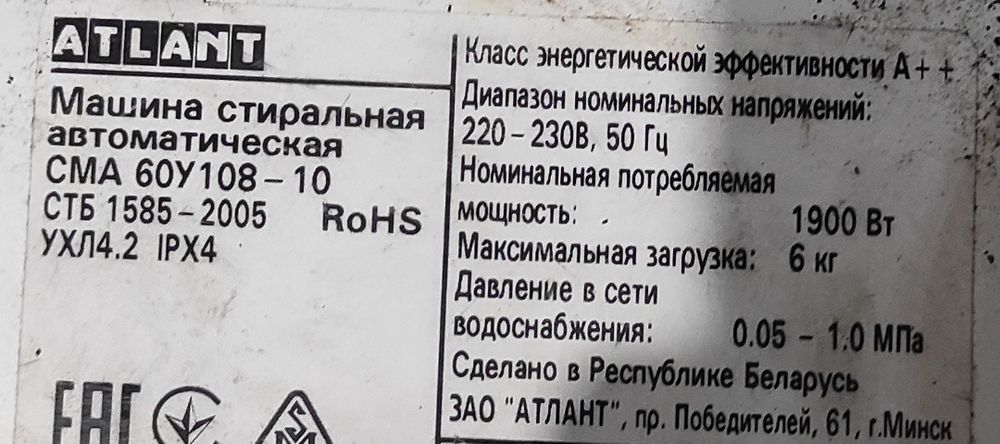 ATLANT
Машина стиральная
автоматическая
СМА 60У108-10
СТБ 1585-2005 RoHS
УХЛ4.2 IPX4
EAC
Класс энергетической эффективности А++
Диапазон номинальных напряжений:
220-230В, 50 Гц
Номинальная потребляемая
мощность: 1900 Вт
Максимальная загрузка: 6 кг
Давление в сети
водоснабжения: 0.05 - 1.0 МПа
Сделано в Республике Беларусь
ЗАО "АТЛАНТ", пр. Победителей, 61, г.Минск